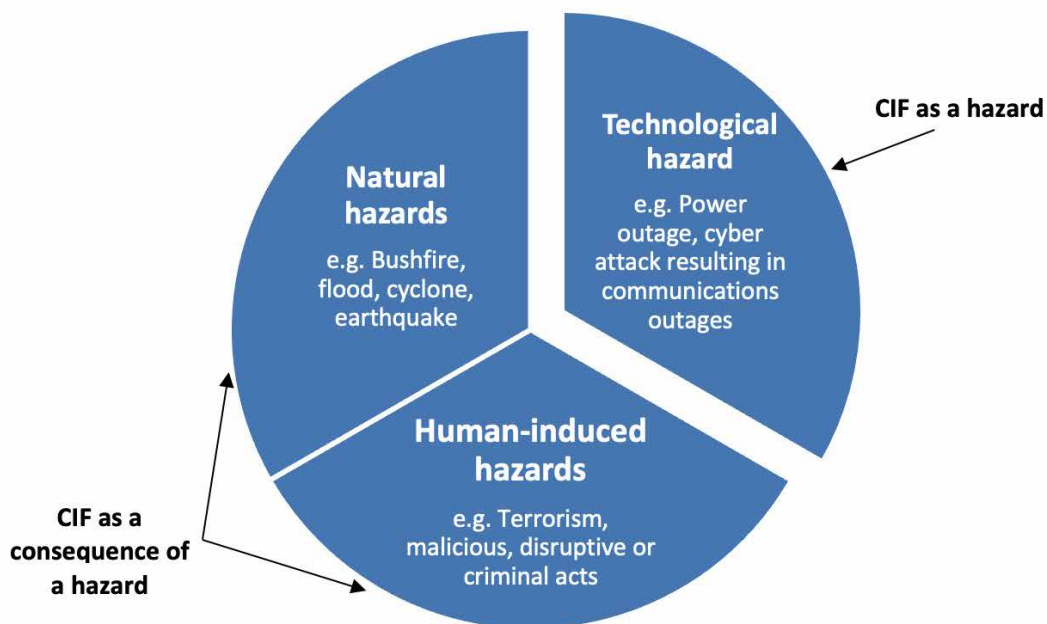 Natural
hazards
e.g. Bushfire,
flood, cyclone,
earthquake
Technological
hazard
e.g. Power
outage, cyber
attack resulting in
communications
outages
CIF as a hazard
Human-induced
hazards
e.g. Terrorism,
malicious, disruptive or
criminal acts
CIF as a
consequence of
a hazard